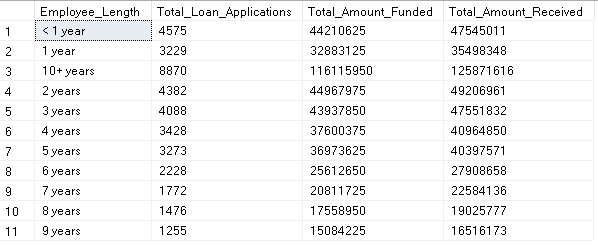 Employee_Length Total_Loan_Applications Total_Amount_Funded Total_Amount_Received
1 < 1 year 4575 44210625 47545011
2 1 year 3229 32883125 35498348
3 10+ years 8870 116115950 125871616
4 2 years 4382 44967975 49206961
5 3 years 4088 43937850 47551832
6 4 years 3428 37600375 40964850
7 5 years 3273 36973625 40397571
8 6 years 2228 25612650 27908658
9 7 years 1772 20811725 22584136
10 8 years 1476 17558950 19025777
11 9 years 1255 15084225 16516173